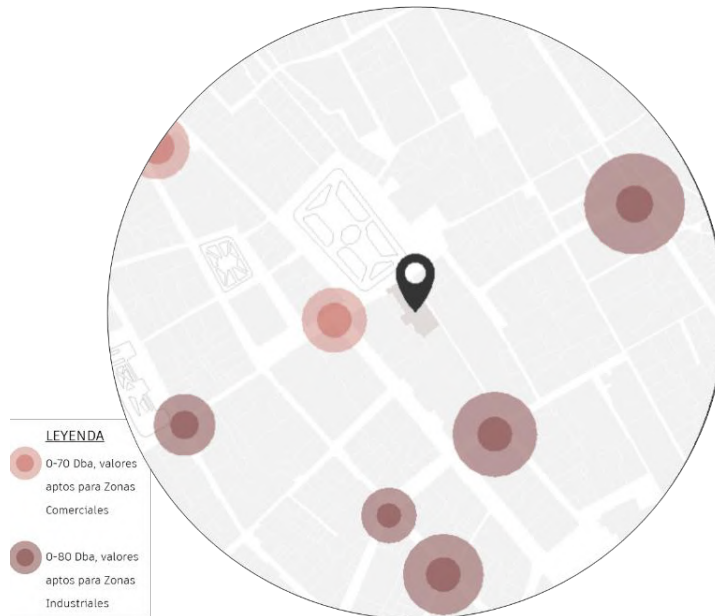 LEYENDA
0-70 Dba, valores
aptos para Zonas
Comerciales
0-80 Dba, valores
aptos para Zonas
Industriales